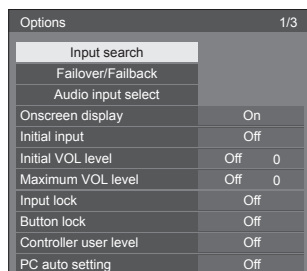 Options 1/3
Input search
Failover/Failback
Audio input select
Onscreen display On
Initial input Off
Initial VOL level Off 0
Maximum VOL level Off 0
Input lock Off
Button lock Off
Controller user level Off
PC auto setting Off